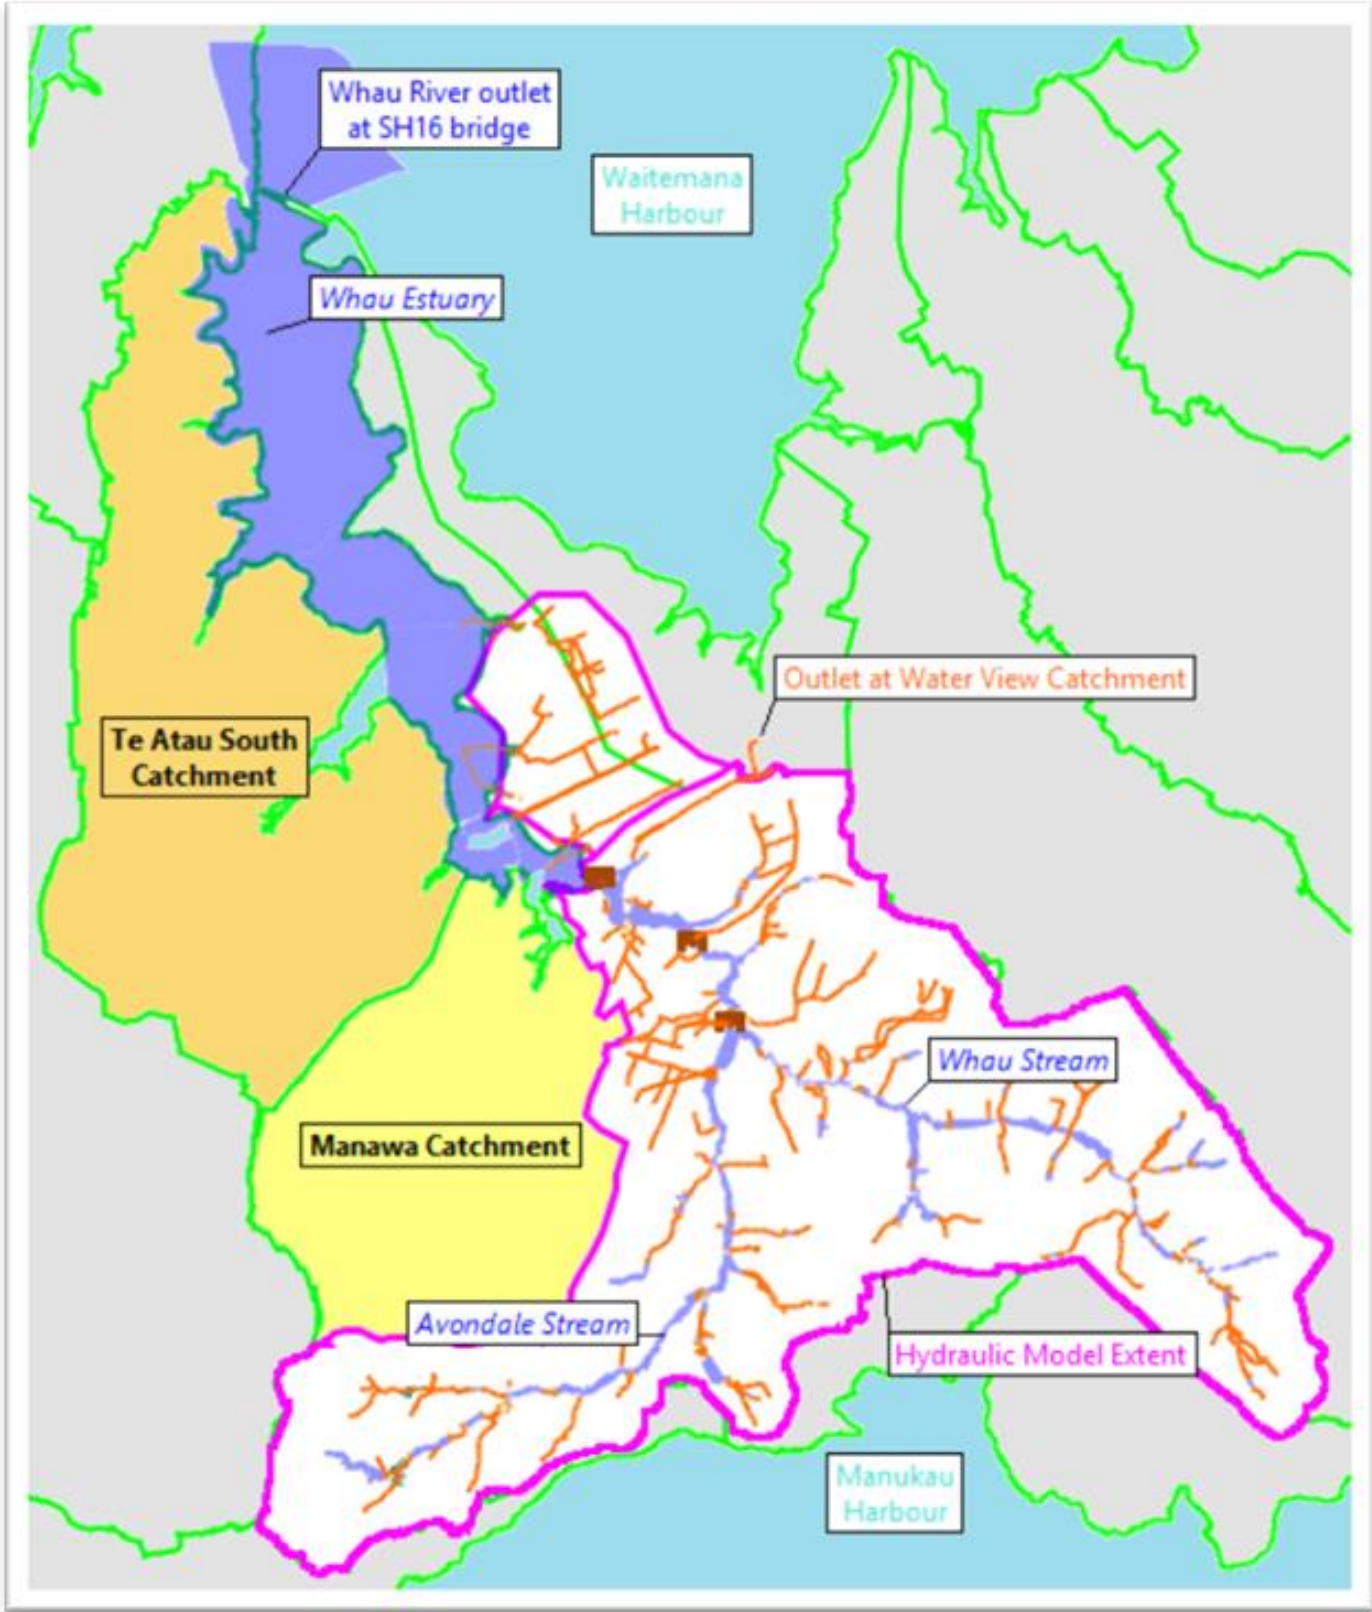 Whau River outlet
at SH16 bridge
Waitemana
Harbour
Whau Estuary
Outlet at Water View Catchment
Te Atau South
Catchment
Whau Stream
Manawa Catchment
Avondale Stream
Hydraulic Model Extent
Manukau
Harbour